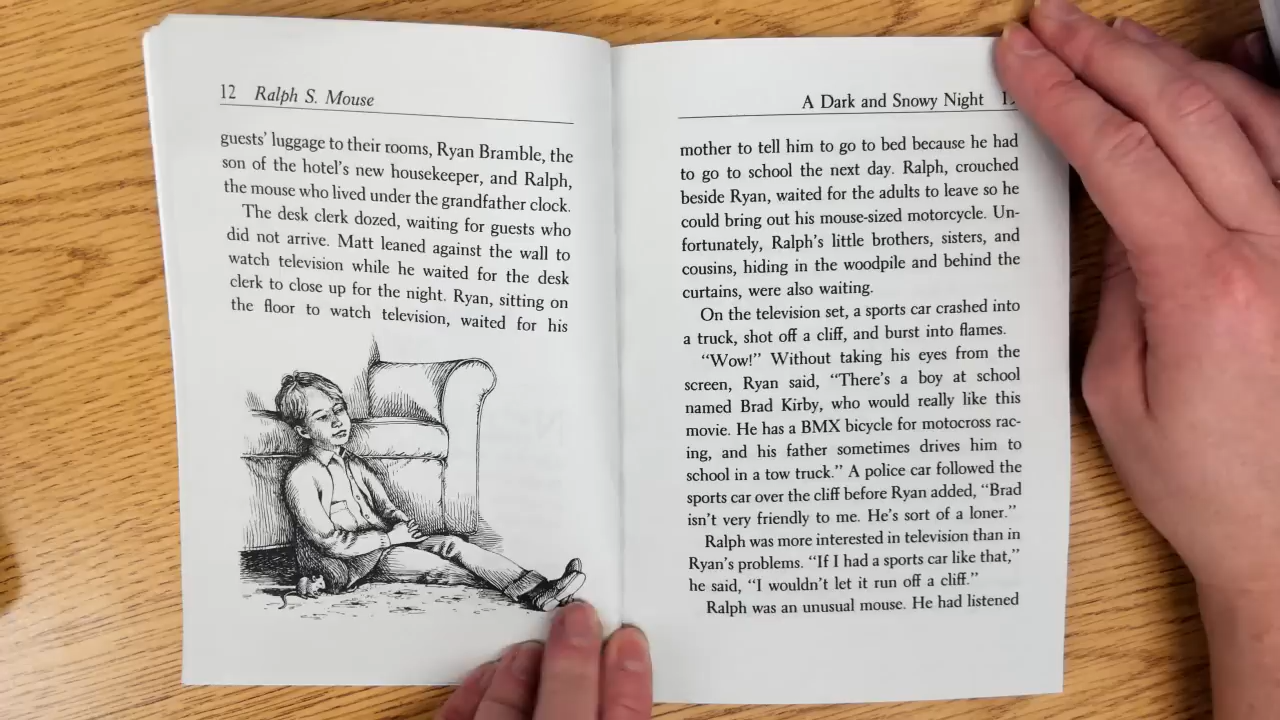 12 Ralph S. Mouse
guests' luggage to their rooms, Ryan Bramble, the
son of the hotel's new housekeeper, and Ralph,
the mouse who lived under the grandfather clock.
The desk clerk dozed, waiting for guests who
did not arrive. Matt leaned against the wall to
watch television while he waited for the desk
clerk to close up for the night. Ryan, sitting on
the floor to watch television, waited for his
A Dark and Snowy Night
mother to tell him to go to bed because he had
to go to school the next day. Ralph, crouched
beside Ryan, waited for the adults to leave so he
could bring out his mouse-sized motorcycle. Un-
fortunately, Ralph's little brothers, sisters, and
cousins, hiding in the woodpile and behind the
curtains, were also waiting.
On the television set, a sports car crashed into
a truck, shot off a cliff, and burst into flames.
"Wow!" Without taking his eyes from the
screen, Ryan said, "There's a boy at school
named Brad Kirby, who would really like this
movie. He has a BMX bicycle for motocross rac-
ing, and his father sometimes drives him to
school in a tow truck." A police car followed the
sports car over the cliff before Ryan added, "Brad
isn't very friendly to me. He's sort of a loner."
Ralph was more interested in television than in
Ryan's problems. "If I had a sports car like that,"
he said, "I wouldn't let it run off a cliff."
Ralph was an unusual mouse. He had listened